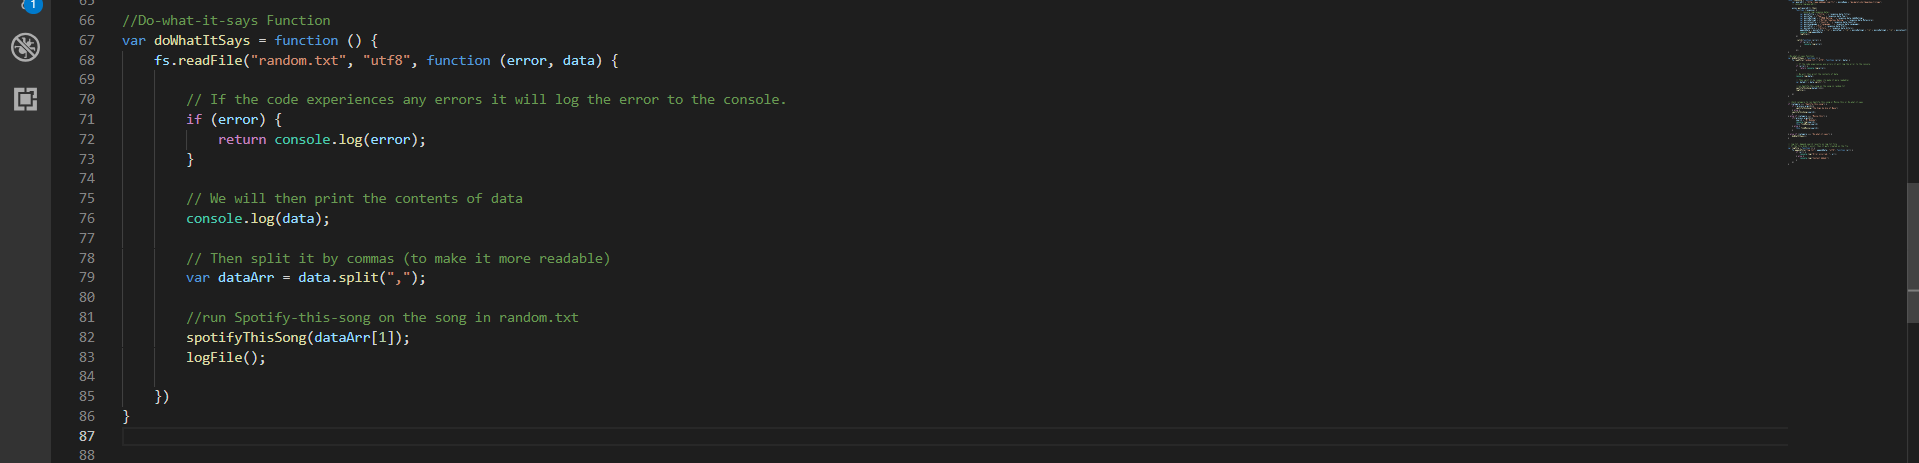 1
66 //Do-what-it-says Function
67 var doWhatItSays = function () {
68 fs.readFile("random.txt", "utf8", function (error, data) {
69
70 // If the code experiences any errors it will log the error to the console.
71 if (error) {
72 return console.log(error);
73 }
74
75 // We will then print the contents of data
76 console.log(data);
77
78 // Then split it by commas (to make it more readable)
79 var dataArr = data.split(",");
80
81 //run Spotify-this-song on the song in random.txt
82 spotifyThisSong(dataArr[1]);
83 logFile();
84
85 })
86 }
87
88